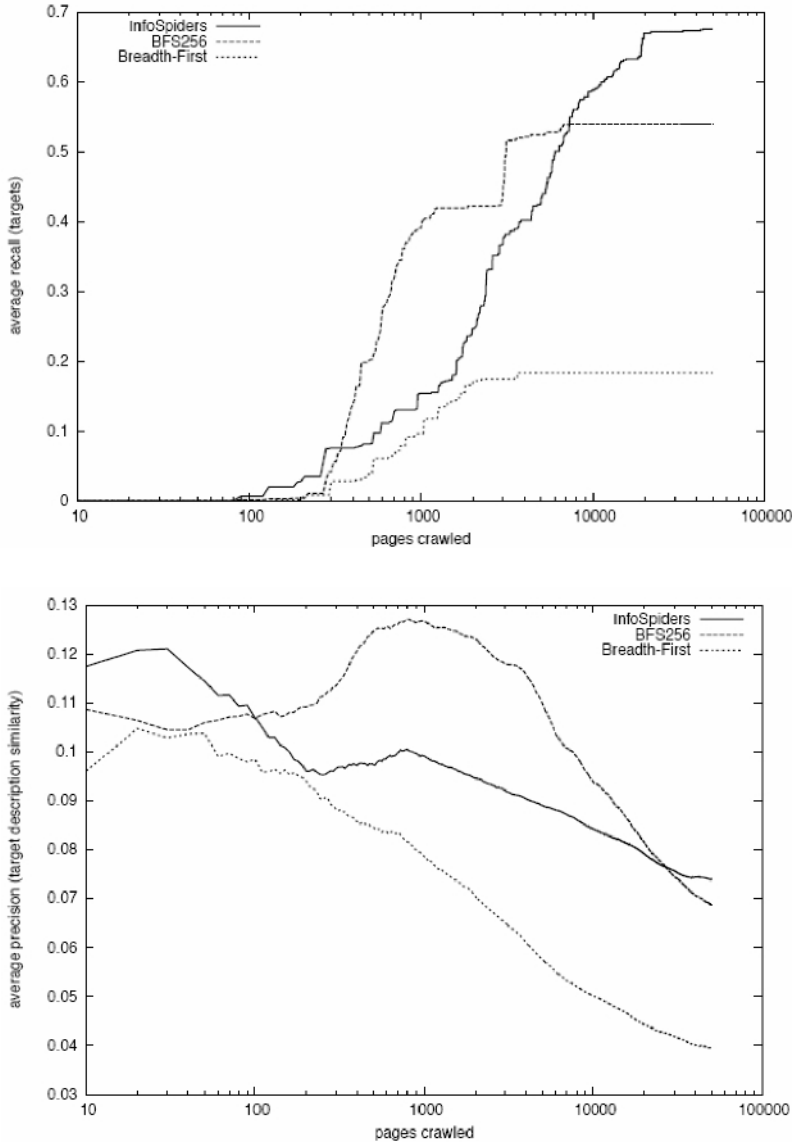 0.7
0.6
0.5
0.4
0.3
0.2
0.1
0
average recall (targets)
InfoSpiders
BFS256
Breadth-First
10 100 1000 10000 100000
pages crawled
0.13
0.12
0.11
0.1
0.09
0.08
0.07
0.06
0.05
0.04
0.03
average precision (target description similarity)
InfoSpiders
BFS256
Breadth-First
10 100 1000 10000 100000
pages crawled